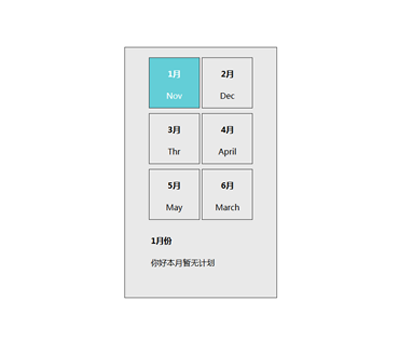 1月 2月
Nov Dec
3月 4月
Thr April
5月 6月
May March
1月份
你好本月暂无计划